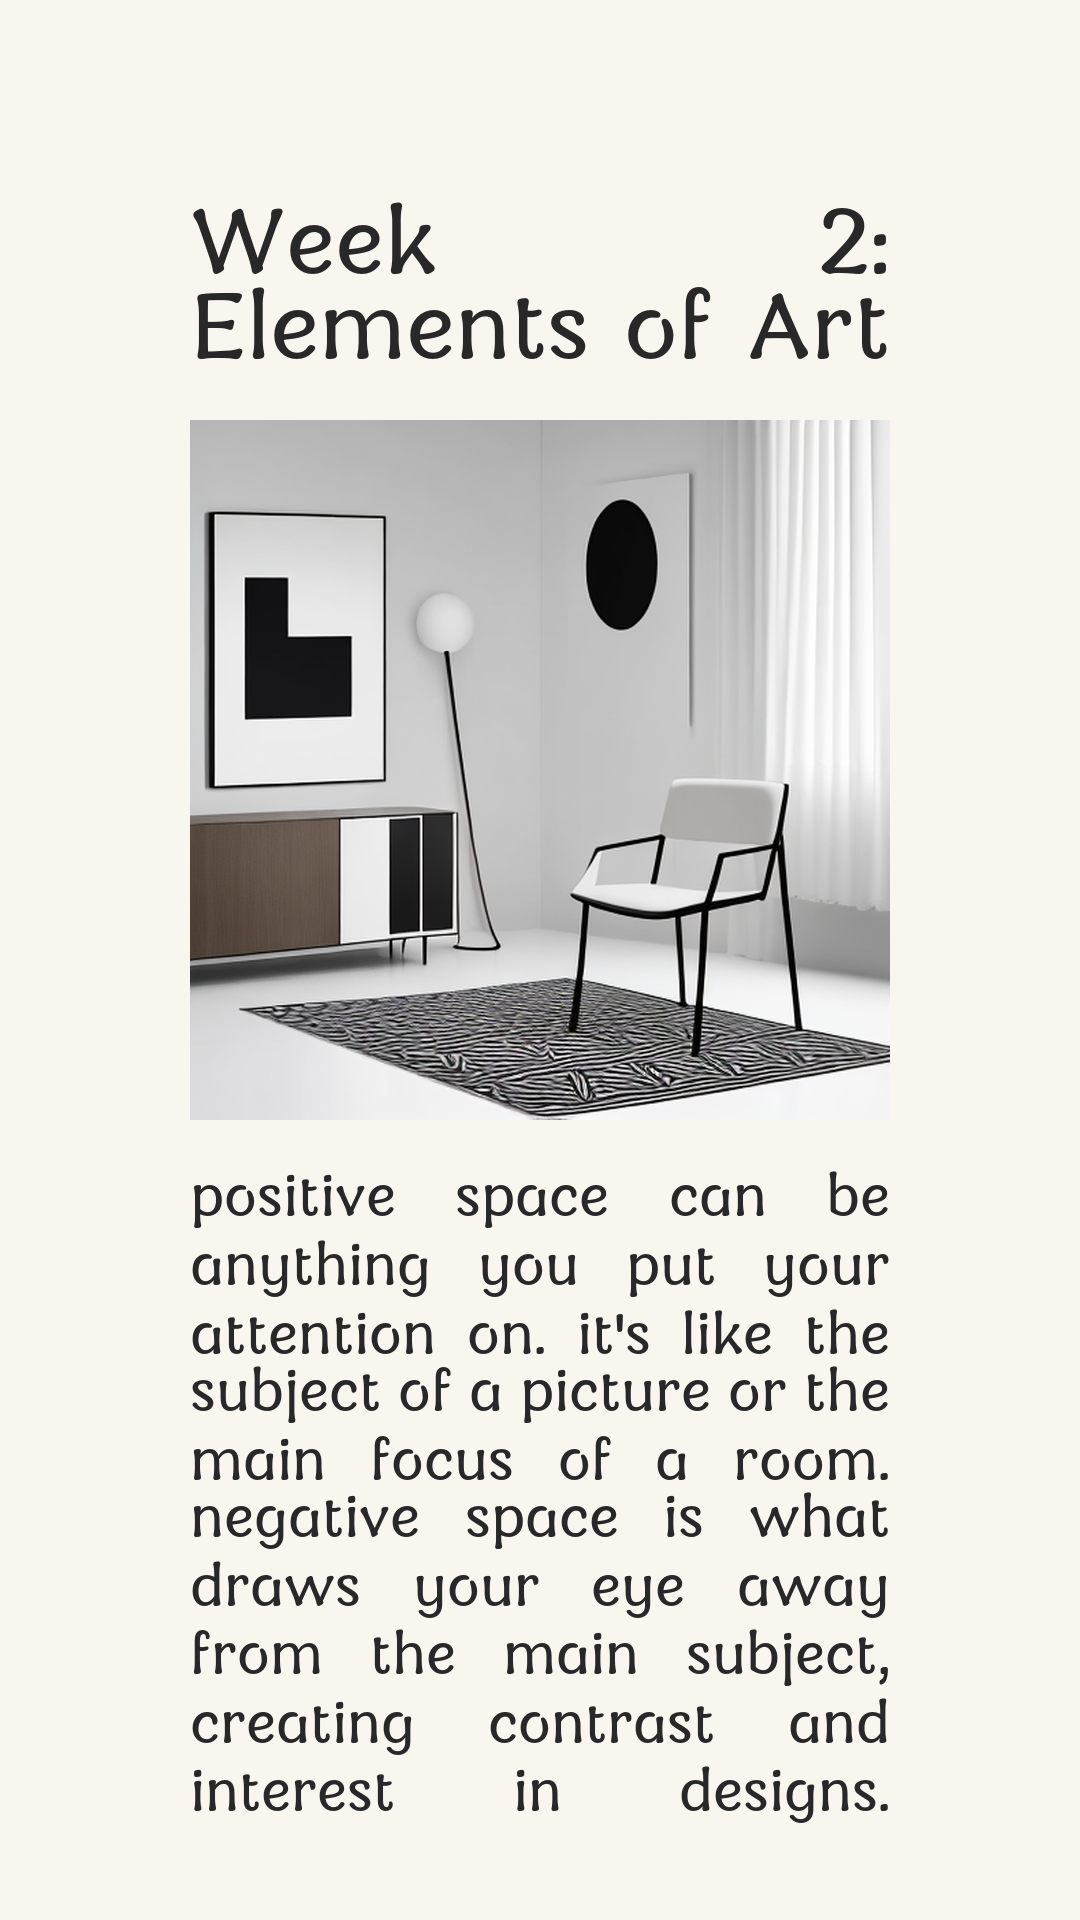 Week 2:
Elements of Art
positive space can be
anything you put your
attention on. it's like the
subject of a picture or the
main focus of a room.
negative space is what
draws your eye away
from the main subject,
creating contrast and
interest in designs.